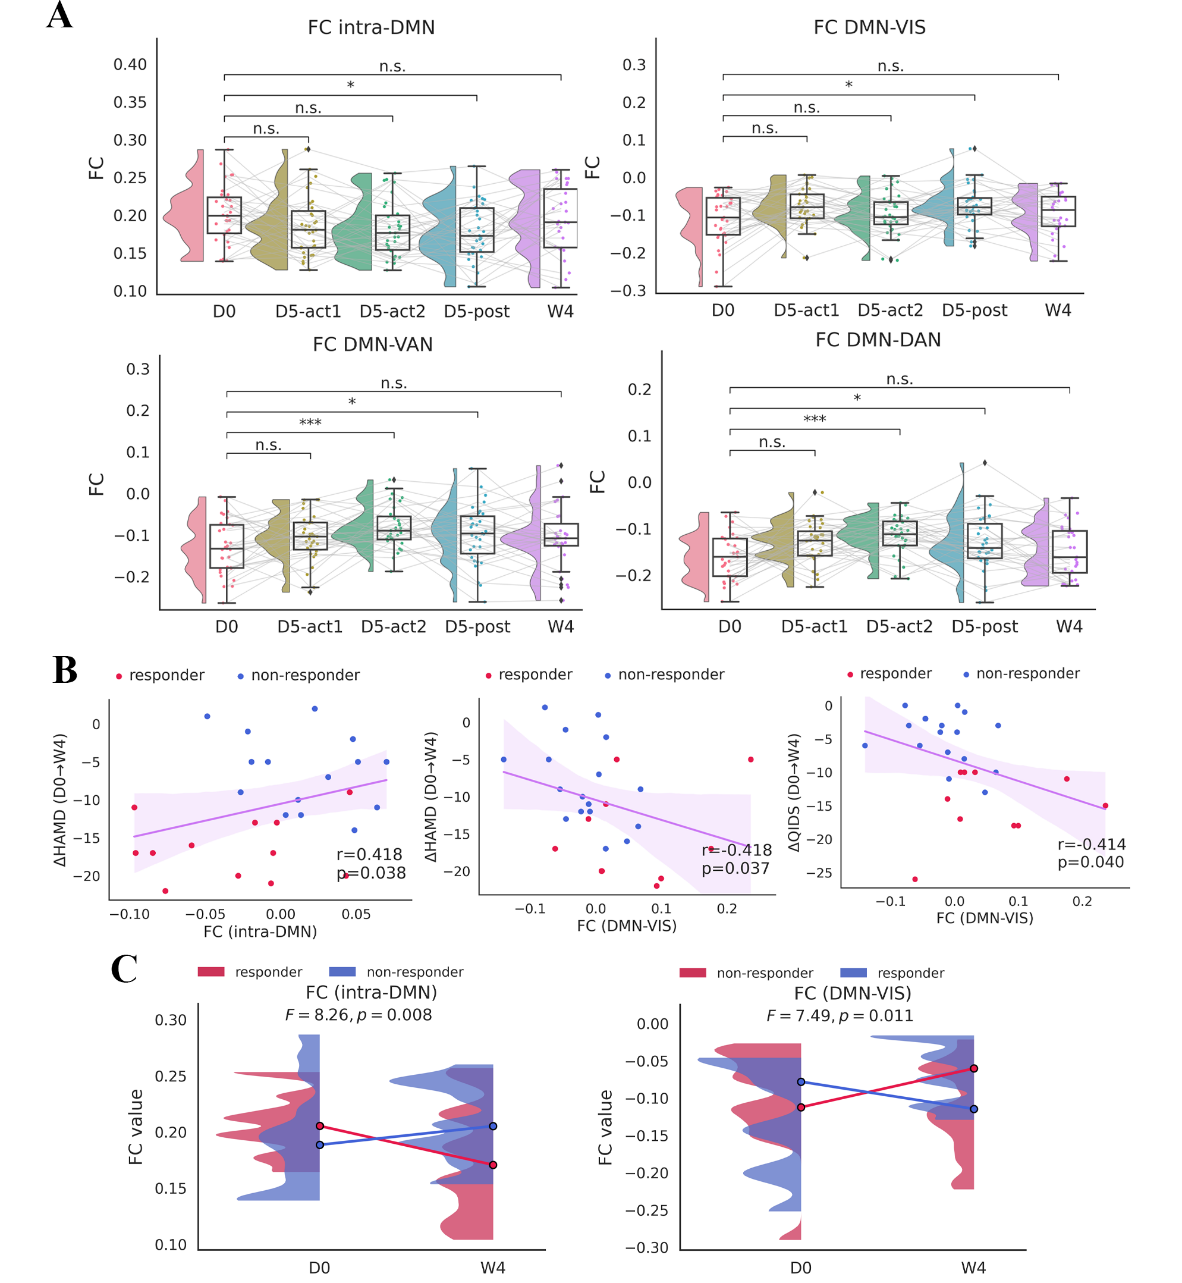 A
FC intra-DMN
FC
0.40
0.35
0.30
0.25
0.20
0.15
0.10
n.s.
*
n.s.
n.s.
D0 D5-act1 D5-act2 D5-post W4
FC DMN-VIS
FC
0.3
0.2
0.1
0.0
−0.1
−0.2
−0.3
n.s.
*
n.s.
n.s.
D0 D5-act1 D5-act2 D5-post W4
FC DMN-VAN
FC
0.3
0.2
0.1
0.0
−0.1
−0.2
n.s.
*
***
n.s.
D0 D5-act1 D5-act2 D5-post W4
FC DMN-DAN
FC
0.2
0.1
0.0
−0.1
−0.2
n.s.
*
***
n.s.
D0 D5-act1 D5-act2 D5-post W4
B
responder non-responder
ΔHAMD (D0→W4)
0
−5
−10
−15
−20
r=0.418
p=0.038
−0.10 −0.05 0.00 0.05
FC (intra-DMN)
responder non-responder
ΔHAMD (D0→W4)
0
−5
−10
−15
−20
r=-0.418
p=0.037
−0.1 0.0 0.1 0.2
FC (DMN-VIS)
responder non-responder
ΔQIDS (D0→W4)
0
−5
−10
−15
−20
−25
r=-0.414
p=0.040
−0.1 0.0 0.1 0.2
FC (DMN-VIS)
C
responder non-responder
FC (intra-DMN)
F = 8.26, p = 0.008
FC value
0.30
0.25
0.20
0.15
0.10
D0 W4
non-responder responder
FC (DMN-VIS)
F = 7.49, p = 0.011
FC value
0.00
−0.05
−0.10
−0.15
−0.20
−0.25
−0.30
D0 W4